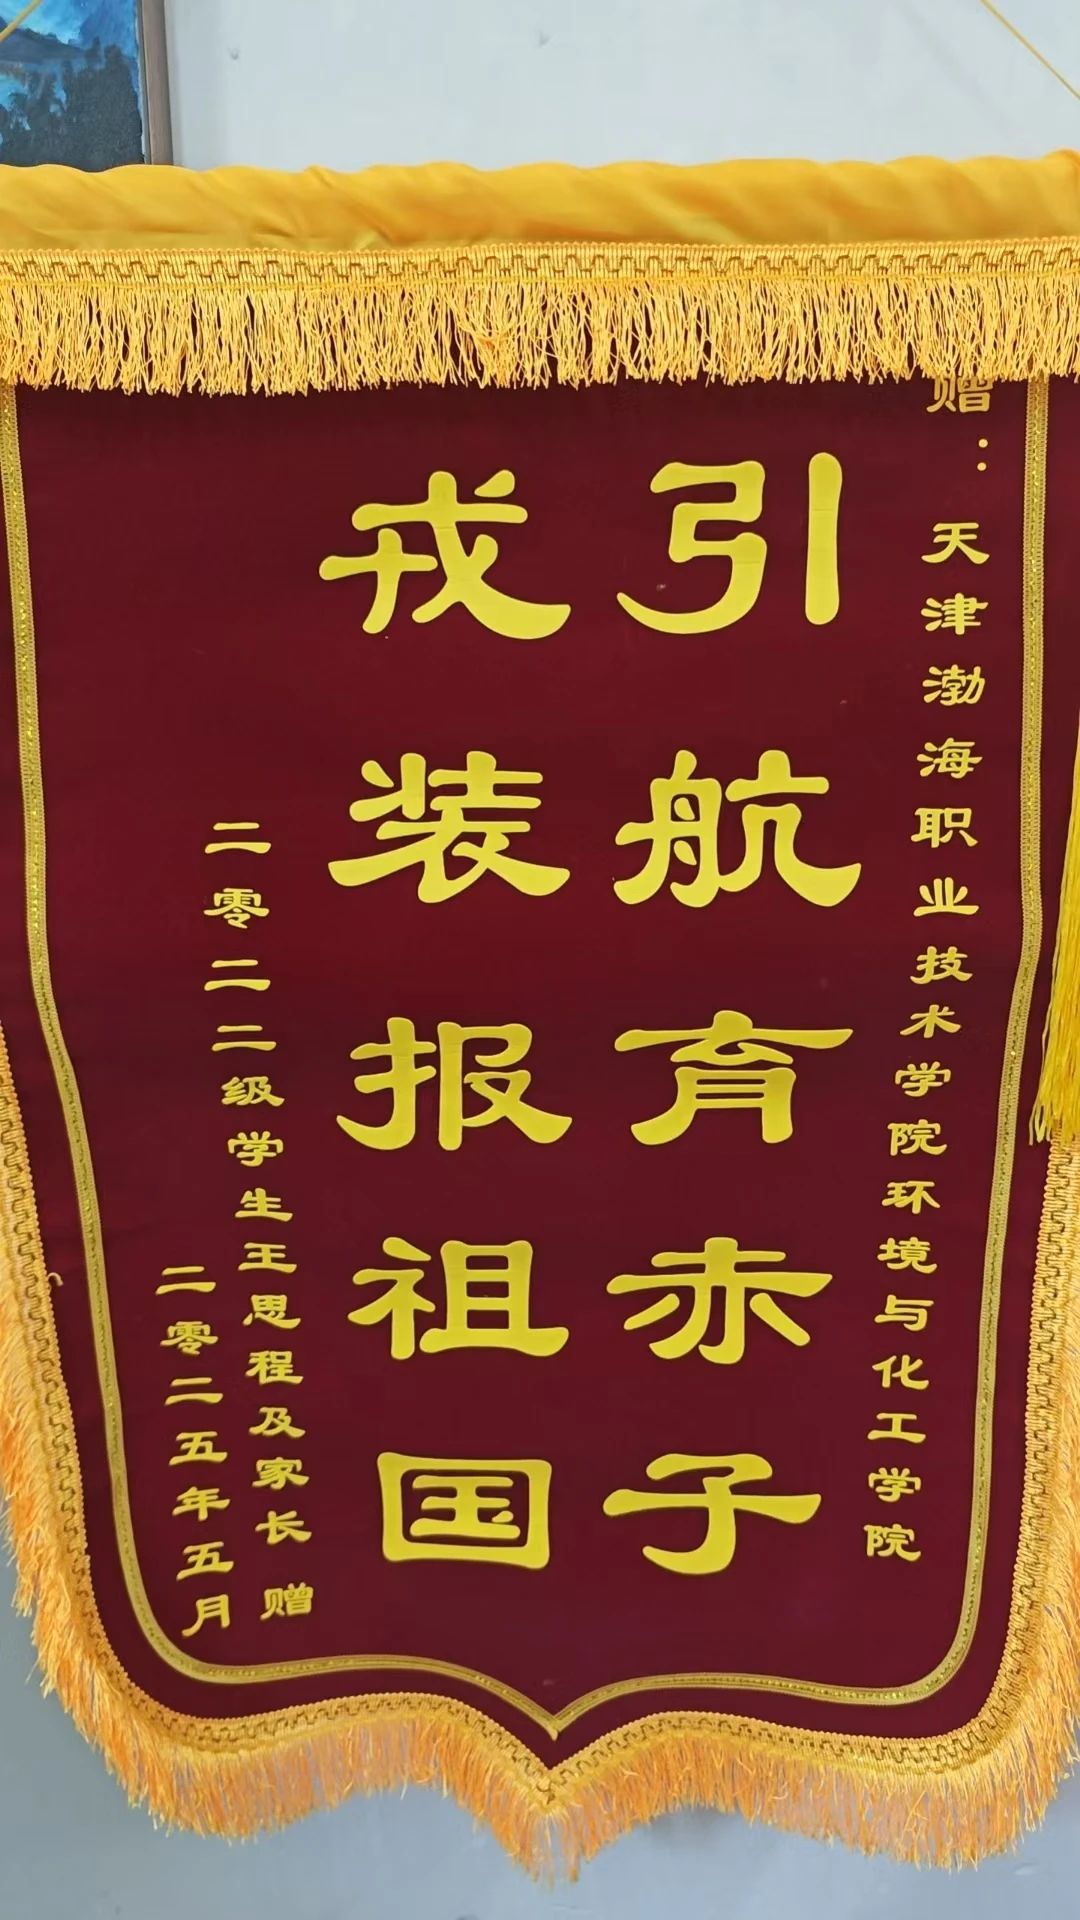 赠：天津渤海职业技术学院环境与化工学院
引航育赤子
戎装报祖国
二零二二级学生王思程及家长 赠
二零二五年五月